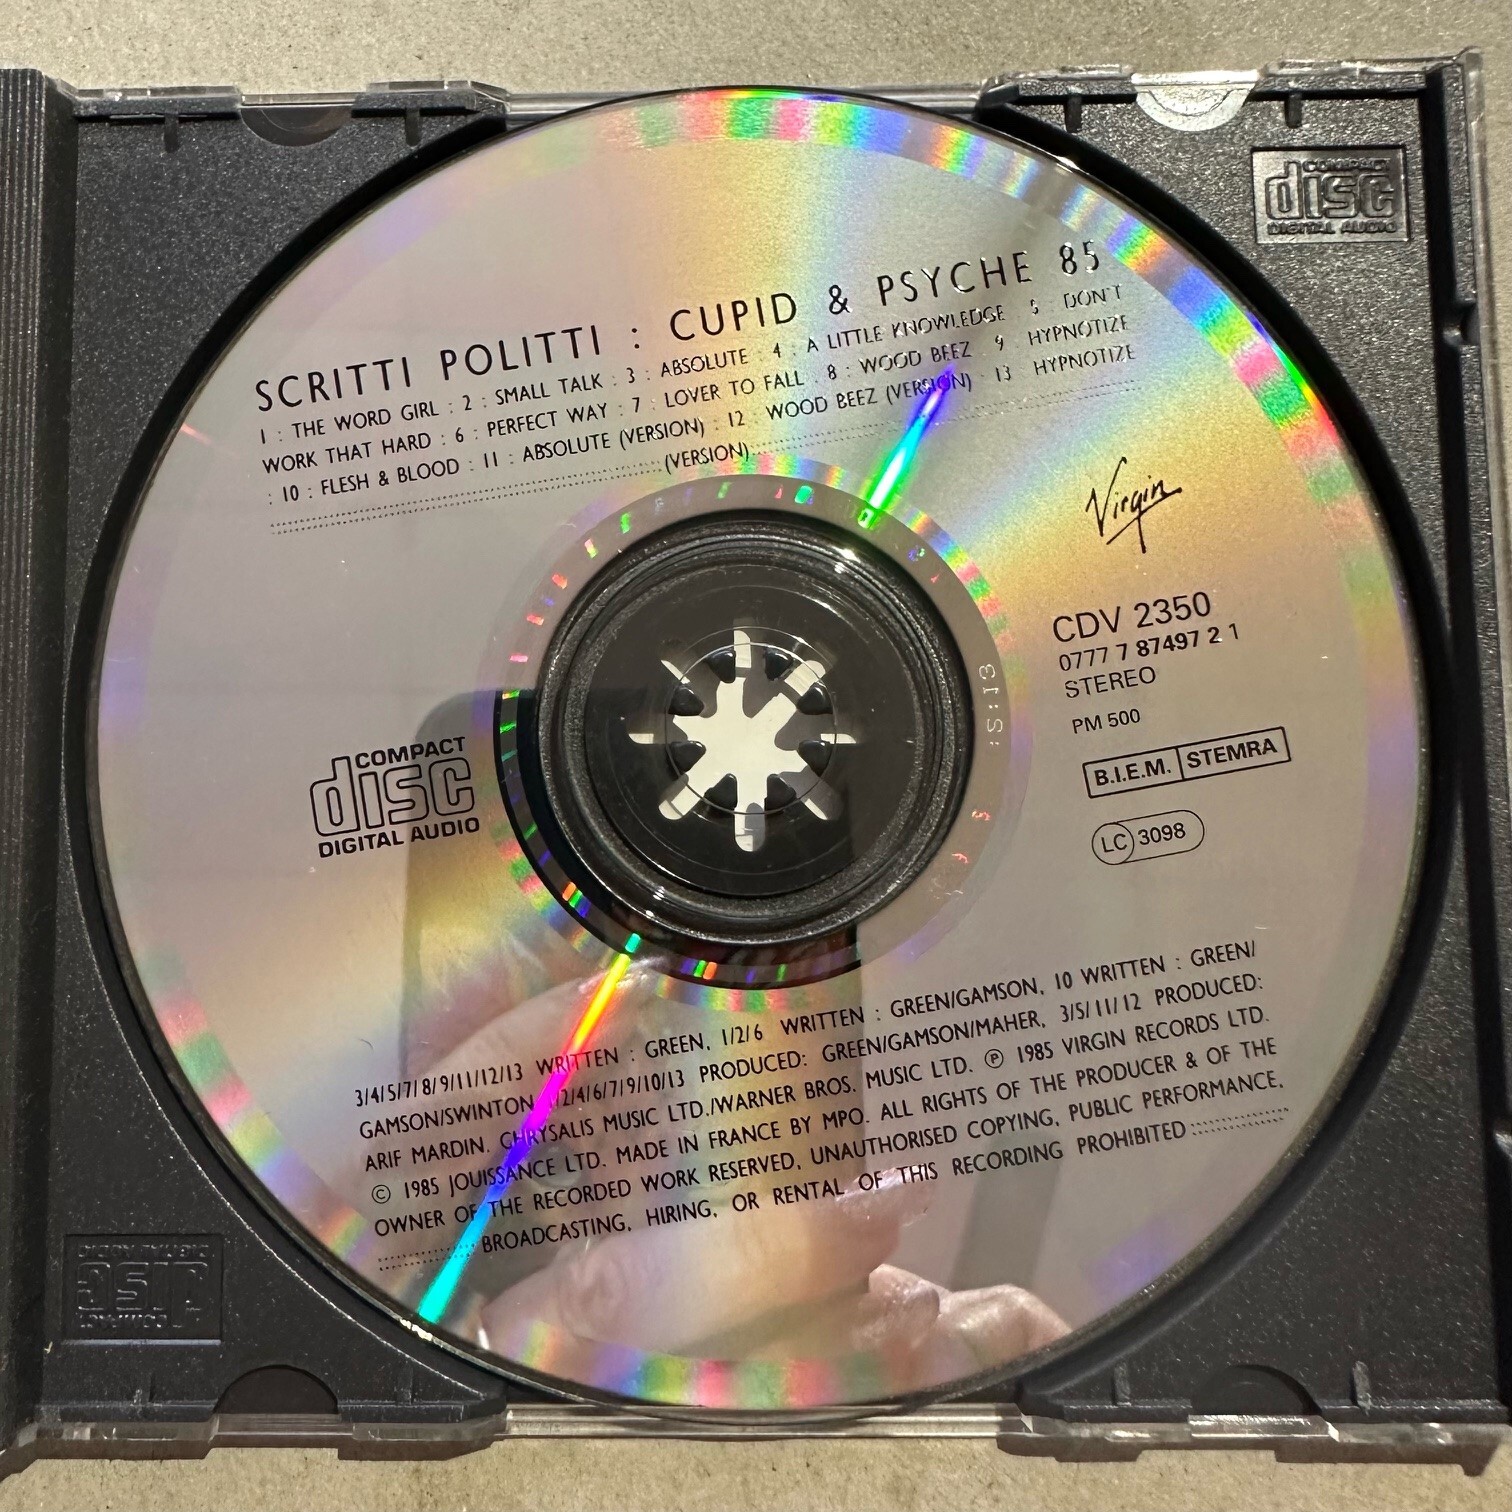 COMPACT
disc
DIGITAL AUDIO
SCRITTI POLITTI : CUPID & PSYCHE 85
1 : THE WORD GIRL : 2 : SMALL TALK : 3 : ABSOLUTE : 4 : A LITTLE KNOWLEDGE 5 DON'T
WORK THAT HARD : 6 : PERFECT WAY : 7 : LOVER TO FALL : 8 : WOOD BEEZ 9 HYPNOTIZE
: 10 : FLESH & BLOOD : 11 : ABSOLUTE (VERSION) : 12 : WOOD BEEZ (VERSION) : 13 HYPNOTIZE
(VERSION)
Virgin
CDV 2350
0777 7 87497 2 1
STEREO
PM 500
B.I.E.M. STEMRA
LC 3098
COMPACT
disc
DIGITAL AUDIO
3/4/5/7/8/9/11/12/13 WRITTEN : GREEN, 1/2/6 WRITTEN : GREEN/GAMSON, 10 WRITTEN : GREEN/
GAMSON/SWINTON 1/2/4/6/7/9/10/13 PRODUCED: GREEN/GAMSON/MAHER, 3/5/11/12 PRODUCED:
ARIF MARDIN. CHRYSALIS MUSIC LTD./WARNER BROS. MUSIC LTD. ℗ 1985 VIRGIN RECORDS LTD.
© 1985 JOUISSANCE LTD. MADE IN FRANCE BY MPO. ALL RIGHTS OF THE PRODUCER & OF THE
OWNER OF THE RECORDED WORK RESERVED, UNAUTHORISED COPYING, PUBLIC PERFORMANCE,
BROADCASTING, HIRING, OR RENTAL OF THIS RECORDING PROHIBITED
COMPACT
disc
DIGITAL AUDIO